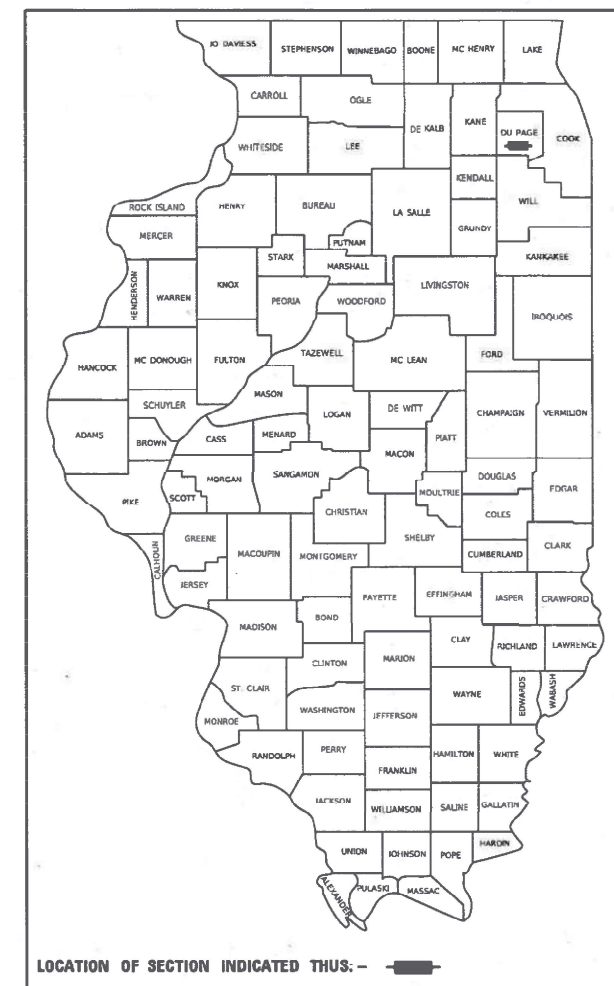 JO DAVIESS
STEPHENSON
WINNEBAGO
BOONE
MC HENRY
LAKE
CARROLL
OGLE
DE KALB
KANE
DU PAGE
COOK
WHITESIDE
LEE
KENDALL
WILL
ROCK ISLAND
HENRY
BUREAU
LA SALLE
GRUNDY
MERCER
PUTNAM
STARK
MARSHALL
KANKAKEE
HENDERSON
WARREN
KNOX
PEORIA
WOODFORD
LIVINGSTON
IROQUOIS
HANCOCK
MC DONOUGH
FULTON
TAZEWELL
MC LEAN
FORD
SCHUYLER
MASON
LOGAN
DE WITT
CHAMPAIGN
VERMILION
ADAMS
BROWN
CASS
MENARD
MACON
PIATT
PIKE
SCOTT
MORGAN
SANGAMON
CHRISTIAN
MOULTRIE
DOUGLAS
EDGAR
COLES
CALHOUN
GREENE
MACOUPIN
MONTGOMERY
SHELBY
CUMBERLAND
CLARK
JERSEY
FAYETTE
EFFINGHAM
JASPER
CRAWFORD
MADISON
BOND
CLAY
RICHLAND
LAWRENCE
CLINTON
MARION
ST. CLAIR
WAYNE
EDWARDS
WABASH
MONROE
WASHINGTON
JEFFERSON
RANDOLPH
PERRY
HAMILTON
WHITE
FRANKLIN
JACKSON
WILLIAMSON
SALINE
GALLATIN
UNION
JOHNSON
POPE
HARDIN
ALEXANDER
PULASKI
MASSAC
LOCATION OF SECTION INDICATED THUS: –